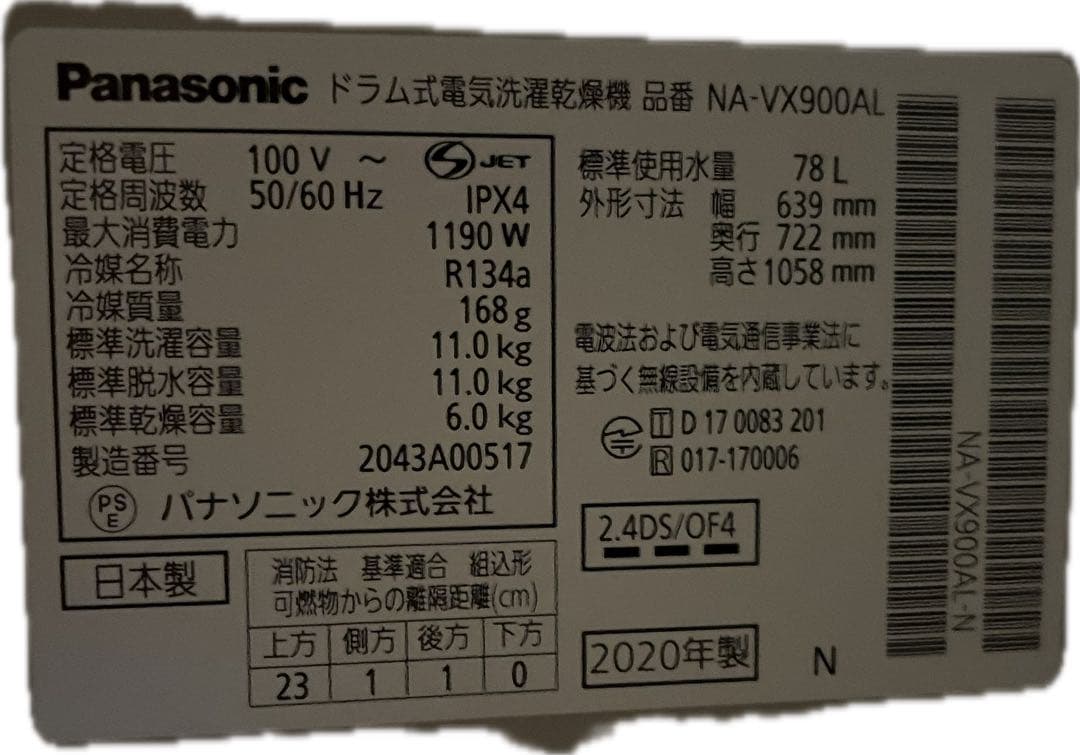 Panasonic ドラム式電気洗濯乾燥機 品番 NA-VX900AL
定格電圧 100 V ～ S JET
定格周波数 50/60 Hz IPX4
最大消費電力 1190 W
冷媒名称 R134a
冷媒質量 168 g
標準洗濯容量 11.0 kg
標準脱水容量 11.0 kg
標準乾燥容量 6.0 kg
製造番号 2043A00517
PS E パナソニック株式会社
標準使用水量 78 L
外形寸法 幅 639 mm
奥行 722 mm
高さ 1058 mm
電波法および電気通信事業法に
基づく無線設備を内蔵しています。
T D 17 0083 201
R 017-170006
2.4DS/OF4
日本製
消防法 基準適合 組込形
可燃物からの離隔距離(cm)
上方 側方 後方 下方
23 1 1 0
2020年製 N
NA-VX900AL-N